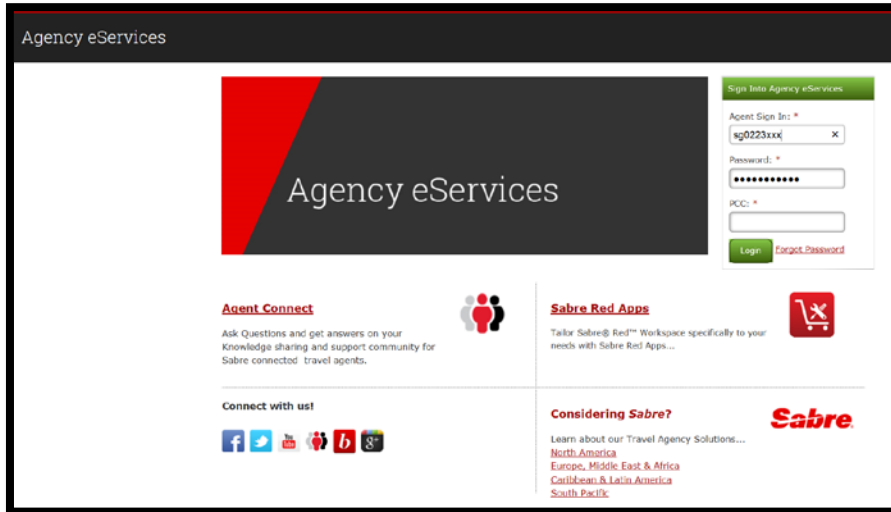 Agency eServices
Agency eServices
Sign Into Agency eServices
Agent Sign In: *
sg0223xxx ×
Password: *
•••••••••••
PCC: *
Login Forgot Password
Agent Connect
Ask Questions and get answers on your
Knowledge sharing and support community for
Sabre connected travel agents.
Sabre Red Apps
Tailor Sabre® Red™ Workspace specifically to your
needs with Sabre Red Apps...
Connect with us!
f You Tube b g+
Considering Sabre?
Sabre
Learn about our Travel Agency Solutions...
North America
Europe, Middle East & Africa
Caribbean & Latin America
South Pacific